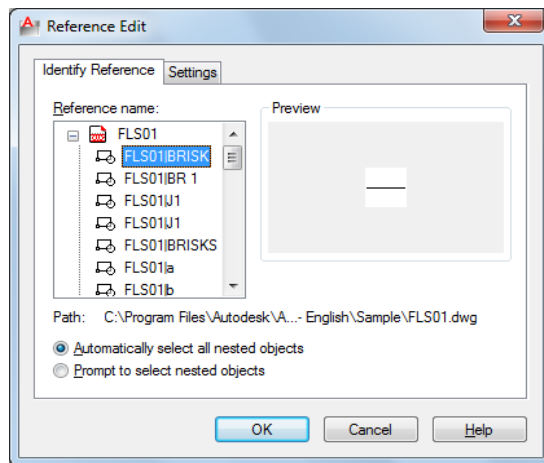 Reference Edit
Identify Reference Settings
Reference name:
Preview
FLS01
FLS01|BRISK
FLS01|BR 1
FLS01|J1
FLS01|J1
FLS01|BRISKS
FLS01|a
FLS01|b
Path: C:\Program Files\Autodesk\A...- English\Sample\FLS01.dwg
Automatically select all nested objects
Prompt to select nested objects
OK Cancel Help